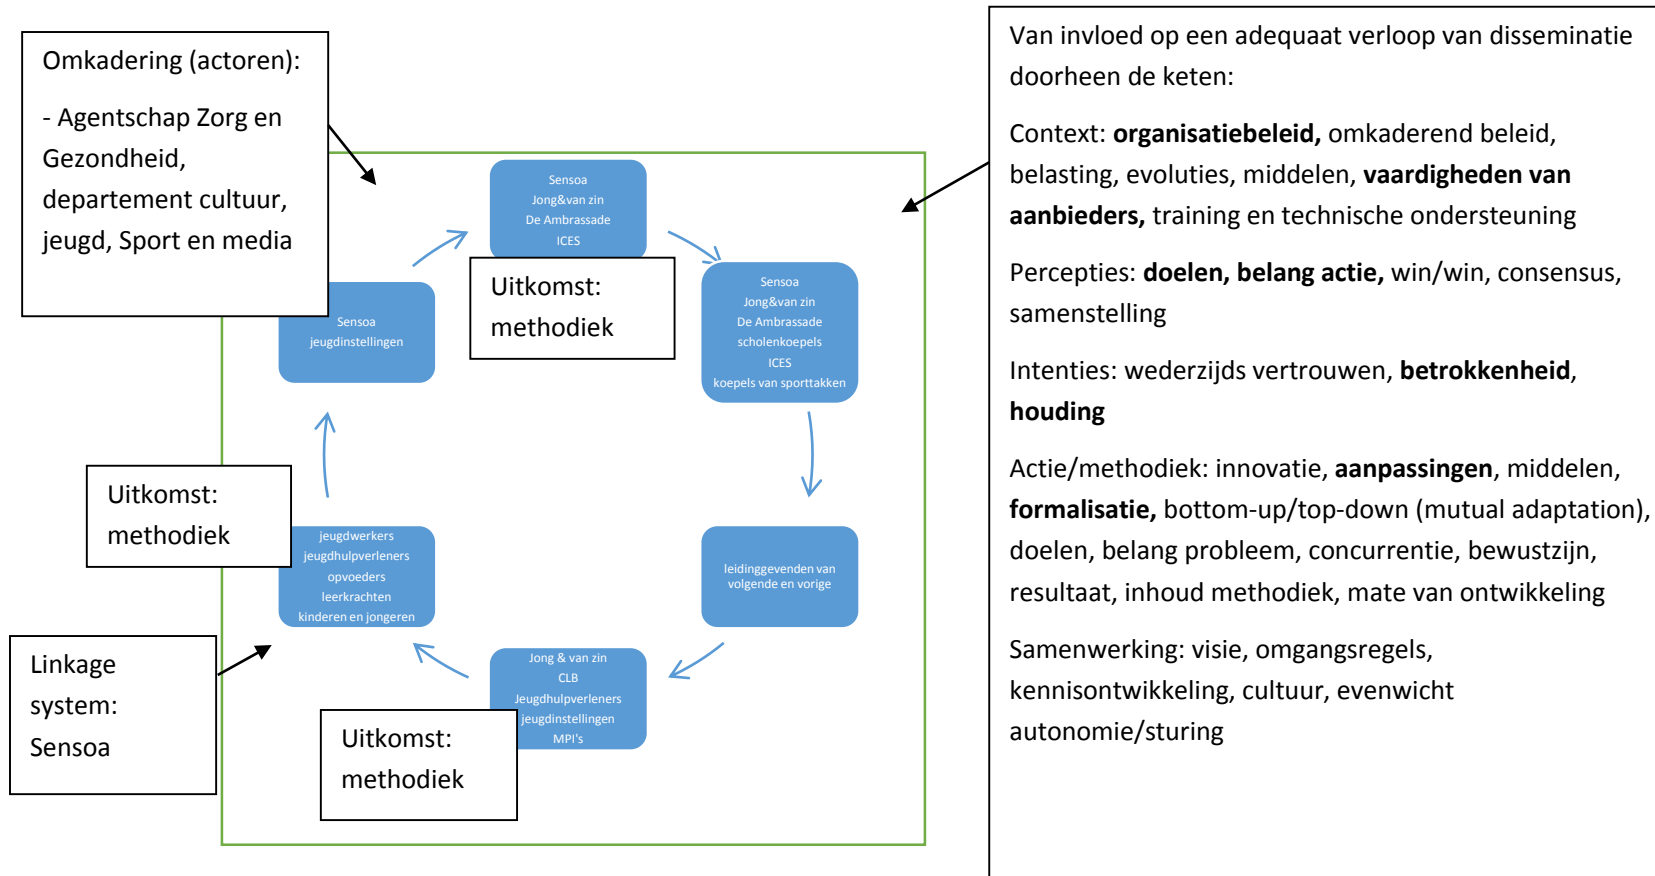 Omkadering (actoren):
- Agentschap Zorg en
Gezondheid,
departement cultuur,
jeugd, Sport en media
Sensoa
Jong&van zin
De Ambrassade
ICES
Uitkomst:
methodiek
Sensoa
Jong&van zin
De Ambrassade
scholenkoepels
ICES
koepels van sporttakken
leidinggevenden van
volgende en vorige
Jong & van zin
CLB
Jeugdhulpverleners
jeugdinstellingen
MPI's
Uitkomst:
methodiek
jeugdwerkers
jeugdhulpverleners
opvoeders
leerkrachten
kinderen en jongeren
Uitkomst:
methodiek
Sensoa
jeugdinstellingen
Linkage
system:
Sensoa
Van invloed op een adequaat verloop van disseminatie
doorheen de keten:
Context: organisatiebeleid, omkaderend beleid,
belasting, evoluties, middelen, vaardigheden van
aanbieders, training en technische ondersteuning
Percepties: doelen, belang actie, win/win, consensus,
samenstelling
Intenties: wederzijds vertrouwen, betrokkenheid,
houding
Actie/methodiek: innovatie, aanpassingen, middelen,
formalisatie, bottom-up/top-down (mutual adaptation),
doelen, belang probleem, concurrentie, bewustzijn,
resultaat, inhoud methodiek, mate van ontwikkeling
Samenwerking: visie, omgangsregels,
kennisontwikkeling, cultuur, evenwicht
autonomie/sturing